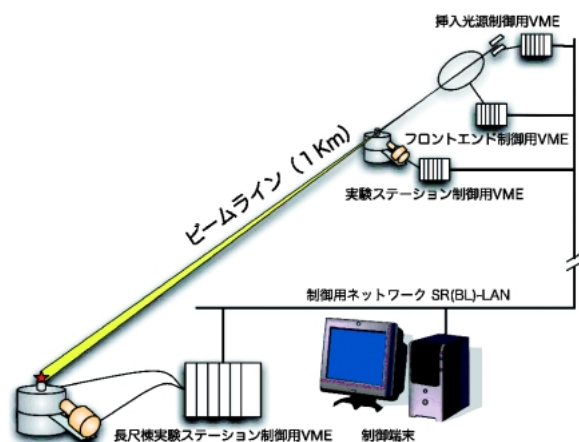 挿入光源制御用VME
フロントエンド制御用VME
実験ステーション制御用VME
ビームライン（1Km）
制御用ネットワーク SR(BL)-LAN
長尺棟実験ステーション制御用VME
制御端末